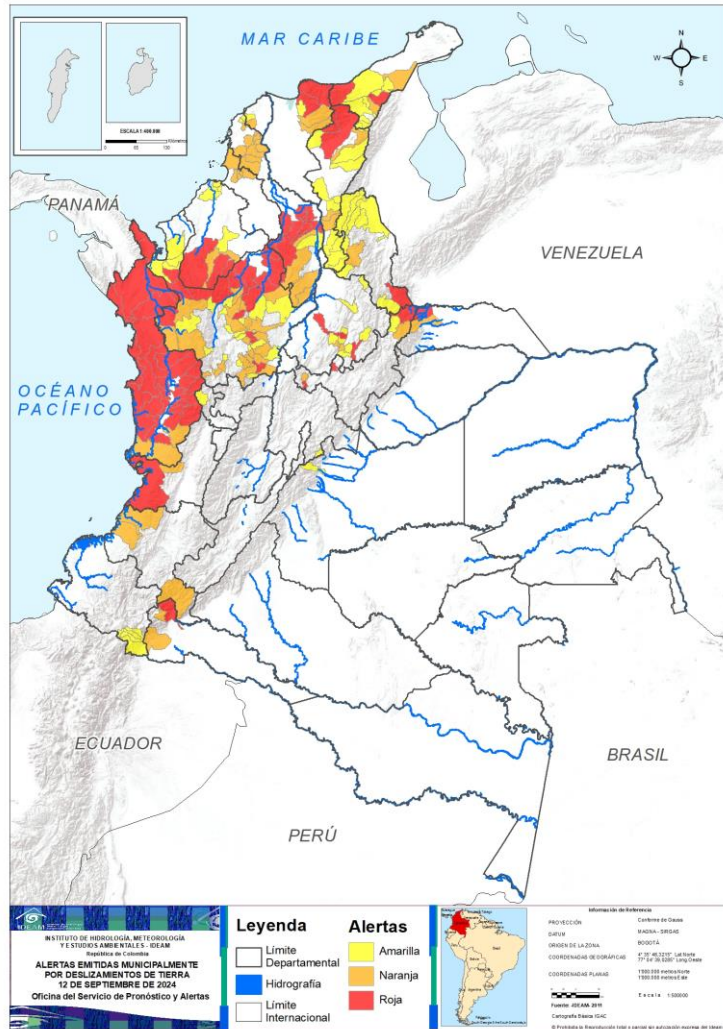 MAR CARIBE
N
W E
S
ESCALA 1:400.000
PANAMÁ
VENEZUELA
OCÉANO
PACÍFICO
ECUADOR
BRASIL
PERÚ
IDEAM
INSTITUTO DE HIDROLOGÍA, METEOROLOGÍA
Y ESTUDIOS AMBIENTALES - IDEAM
República de Colombia
ALERTAS EMITIDAS MUNICIPALMENTE
POR DESLIZAMIENTOS DE TIERRA
12 DE SEPTIEMBRE DE 2024
Oficina del Servicio de Pronóstico y Alertas
Leyenda
Límite
Departamental
Hidrografía
Límite
Internacional
Alertas
Amarilla
Naranja
Roja
Información de Referencia
PROYECCIÓN Conforme de Gauss
DATUM MAGNA - SIRGAS
ORIGEN DE LA ZONA BOGOTÁ
COORDENADAS GEOGRÁFICAS
COORDENADAS PLANAS
Escala
Fuente: IDEAM
Cartografía Básica IGAC